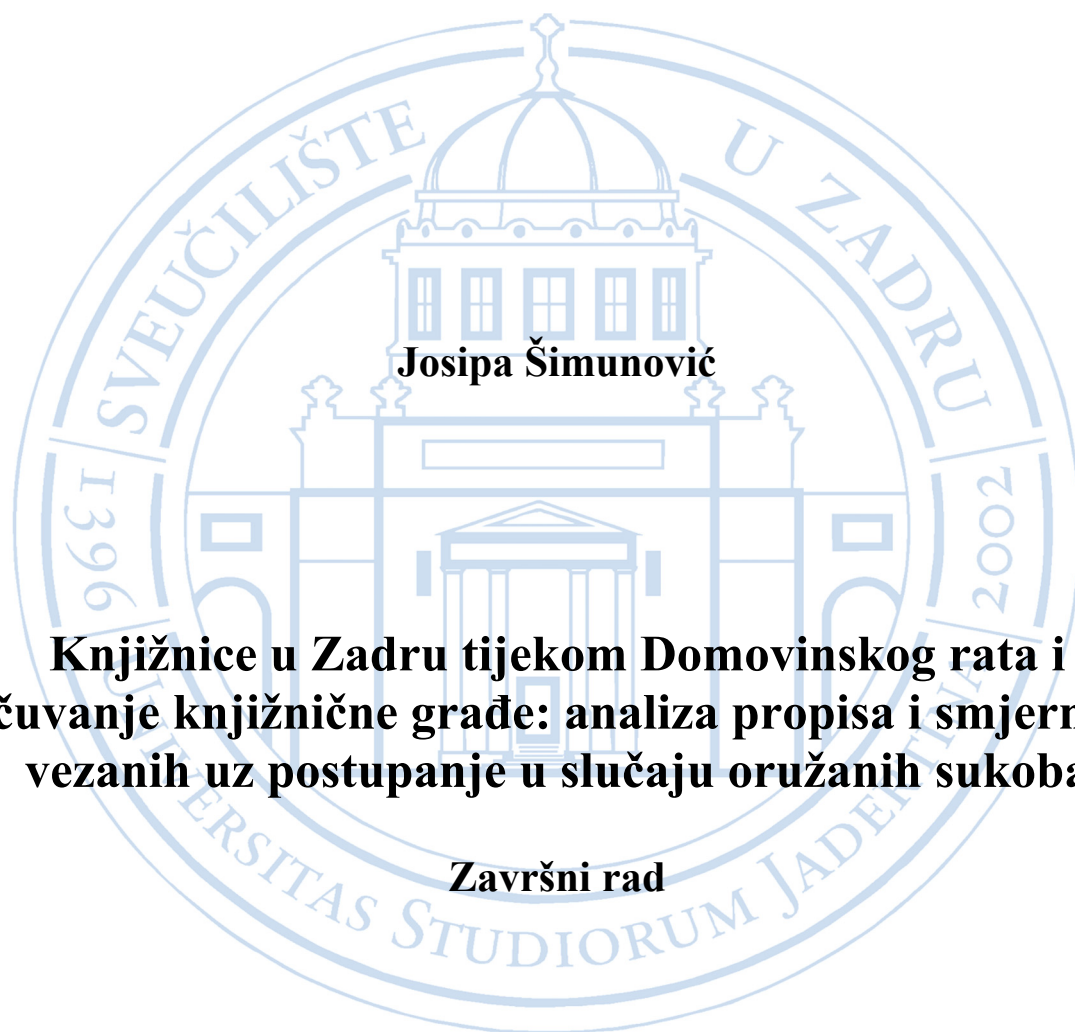 SVEUČILIŠTE U ZADRU
1396
2002
UNIVERSITAS STUDIORUM JADERTINA
Josipa Šimunović
Knjižnice u Zadru tijekom Domovinskog rata i
čuvanje knjižnične građe: analiza propisa i
vezanih uz postupanje u slučaju oružanih sukoba
Završni rad